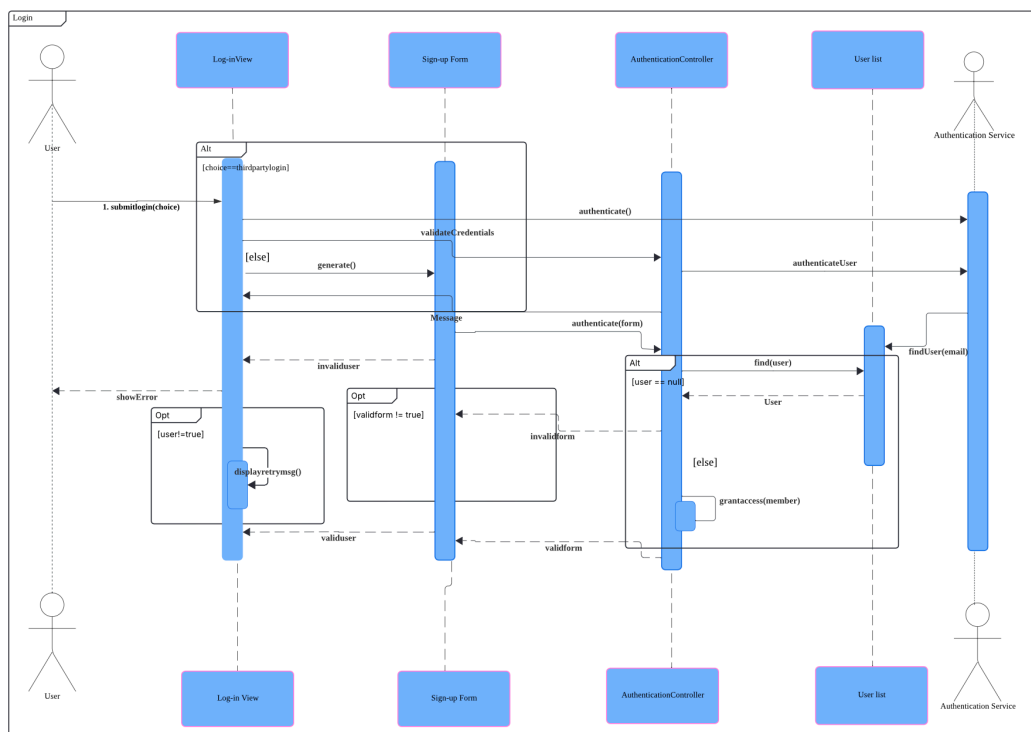 Login
Log-inView
Sign-up Form
AuthenticationController
User list
User
Authentication Service
Alt
[choice==thirdpartylogin]
1. submitlogin(choice)
authenticate()
validateCredentials
[else]
generate()
authenticateUser
Message
authenticate(form)
findUser(email)
invaliduser
Alt
find(user)
[user == null]
showError
User
Opt
[validform != true]
Opt
[user!=true]
invalidform
[else]
displayretrymsg()
grantaccess(member)
validuser
validform
User
Log-in View
Sign-up Form
AuthenticationController
User list
Authentication Service